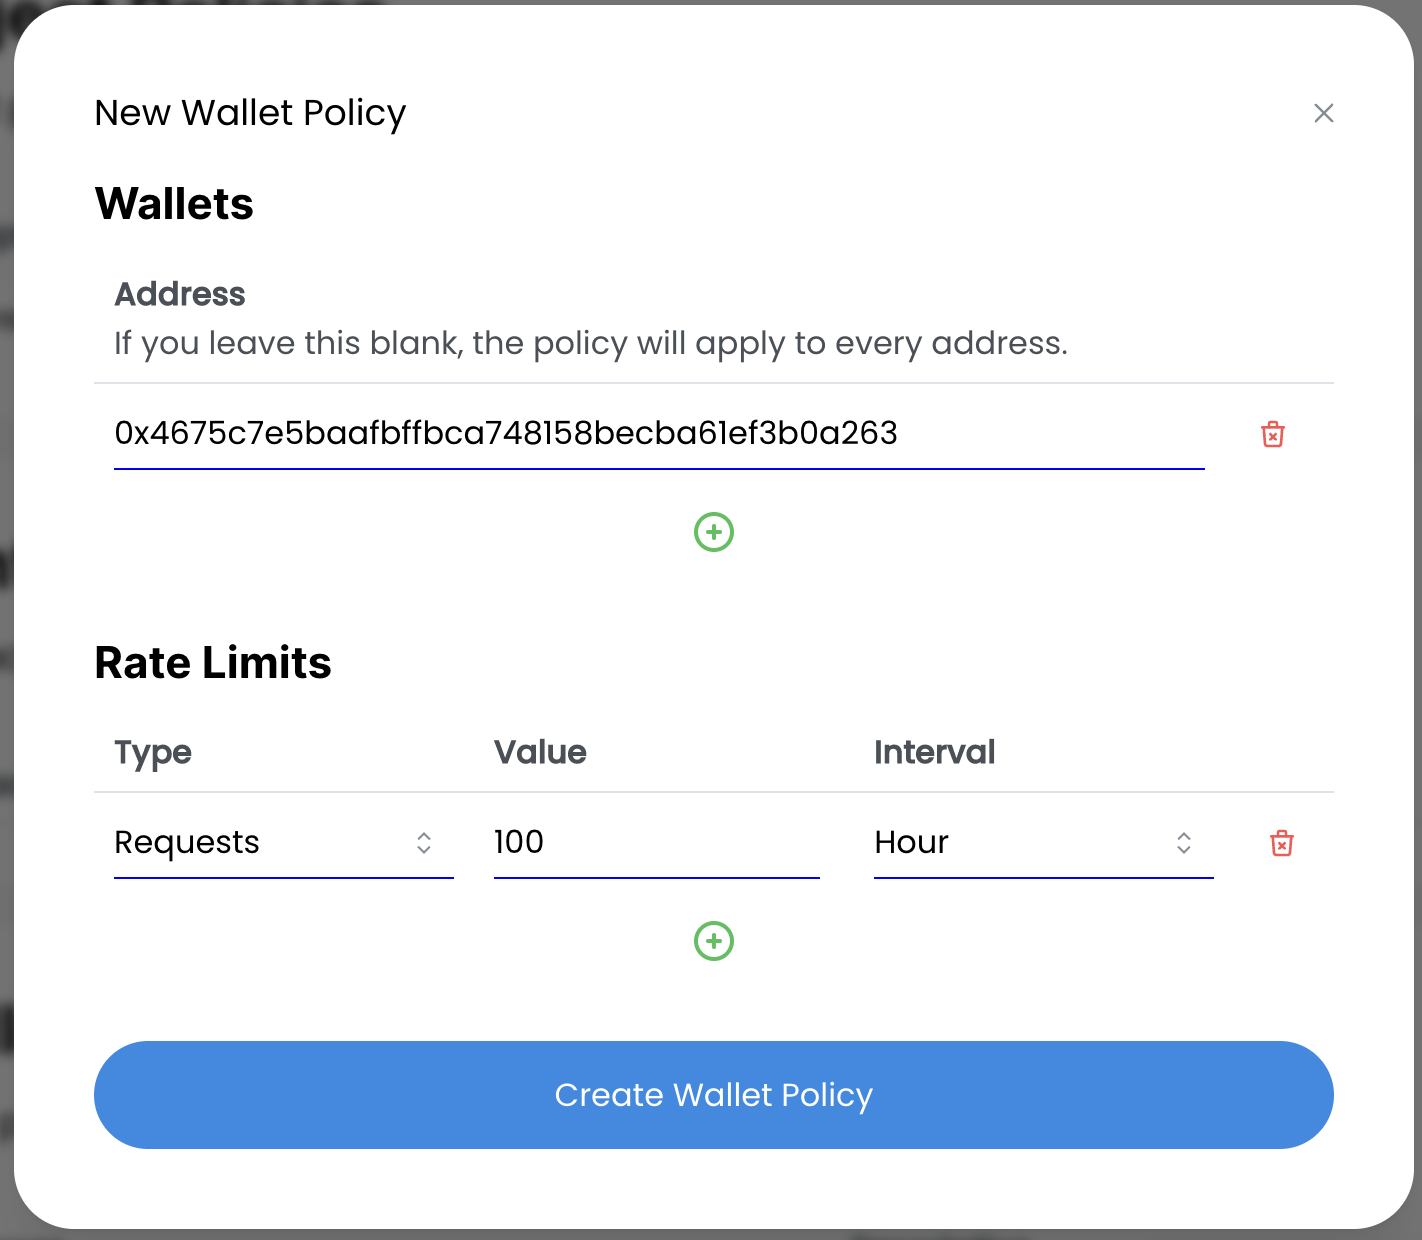 New Wallet Policy
Wallets
Address
If you leave this blank, the policy will apply to every address.
0x4675c7e5baafbffbca748158becba61ef3b0a263
Rate Limits
Type Value Interval
Requests 100 Hour
Create Wallet Policy